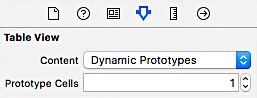 Table View
Content Dynamic Prototypes
Prototype Cells 1